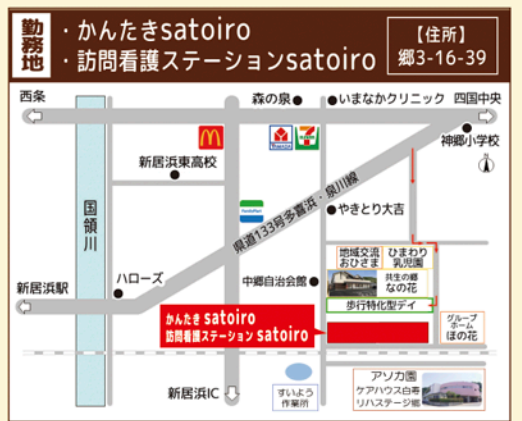 勤務地
・かんたきsatoiro
・訪問看護ステーションsatoiro
【住所】
郷3-16-39
西条
森の泉
いまなかクリニック
四国中央
神郷小学校
新居浜東高校
FamilyMart
県道133号多喜浜・泉川線
やきとり大吉
国領川
地域交流
おひさま
ひまわり
乳児園
共生の郷
なの花
新居浜駅
ハローズ
中郷自治会館
歩行特化型デイ
かんたき satoiro
訪問看護ステーション satoiro
グループ
ホーム
ほの花
新居浜IC
すいよう
作業所
アソカ園
ケアハウス白寿
リハステージ郷